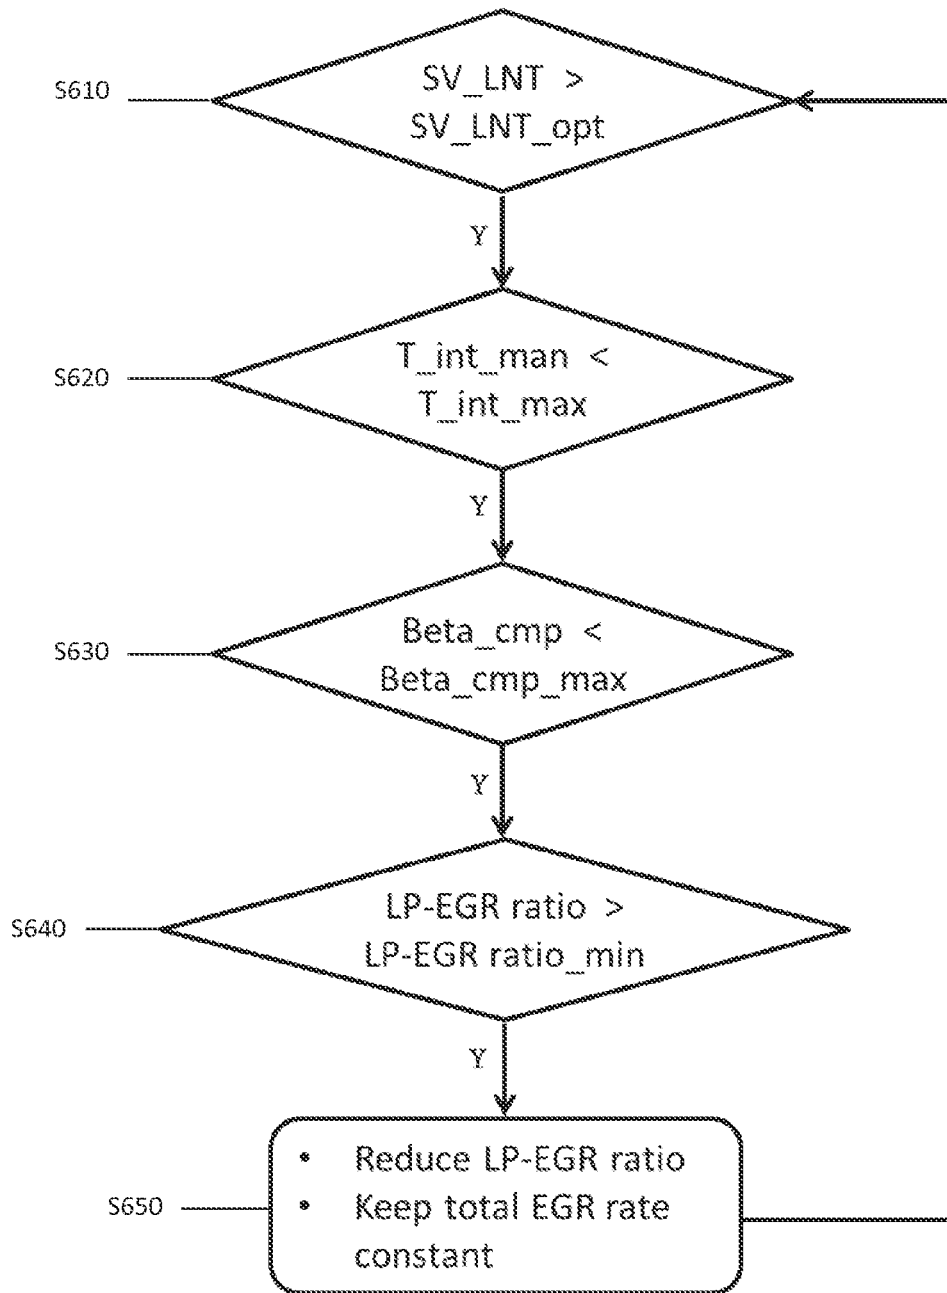 S610
SV_LNT >
SV_LNT_opt
Y
S620
T_int_man <
T_int_max
Y
S630
Beta_cmp <
Beta_cmp_max
Y
S640
LP-EGR ratio >
LP-EGR ratio_min
Y
S650
• Reduce LP-EGR ratio
• Keep total EGR rate
constant